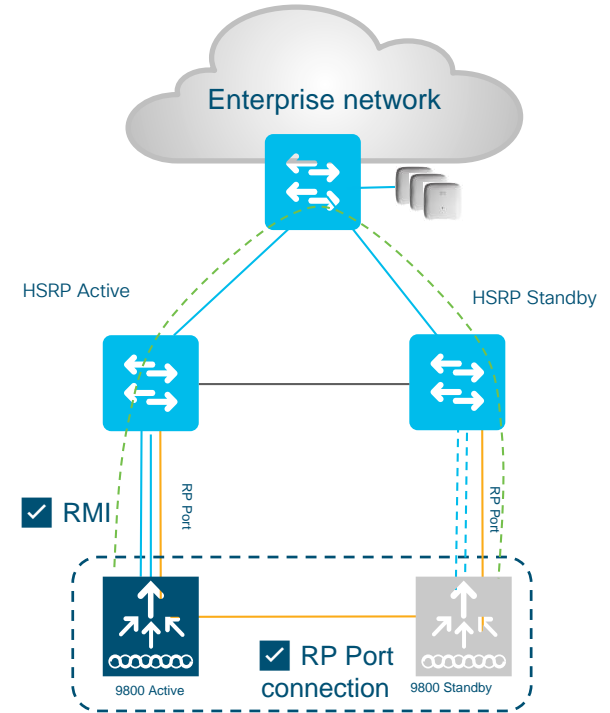 Enterprise network
HSRP Active
HSRP Standby
RP Port
RP Port
RMI
RP Port
connection
9800 Active
9800 Standby